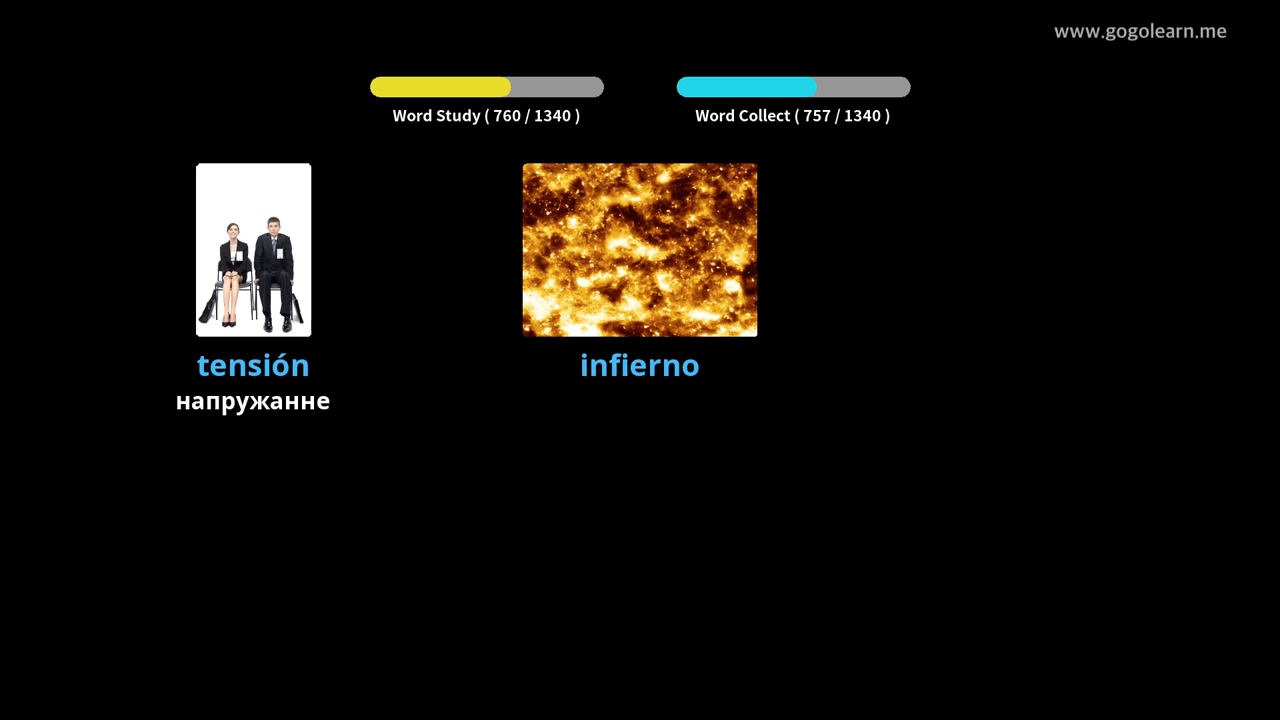 www.gogolearn.me
Word Study ( 760 / 1340 )
Word Collect ( 757 / 1340 )
tensión
напружанне
infierno